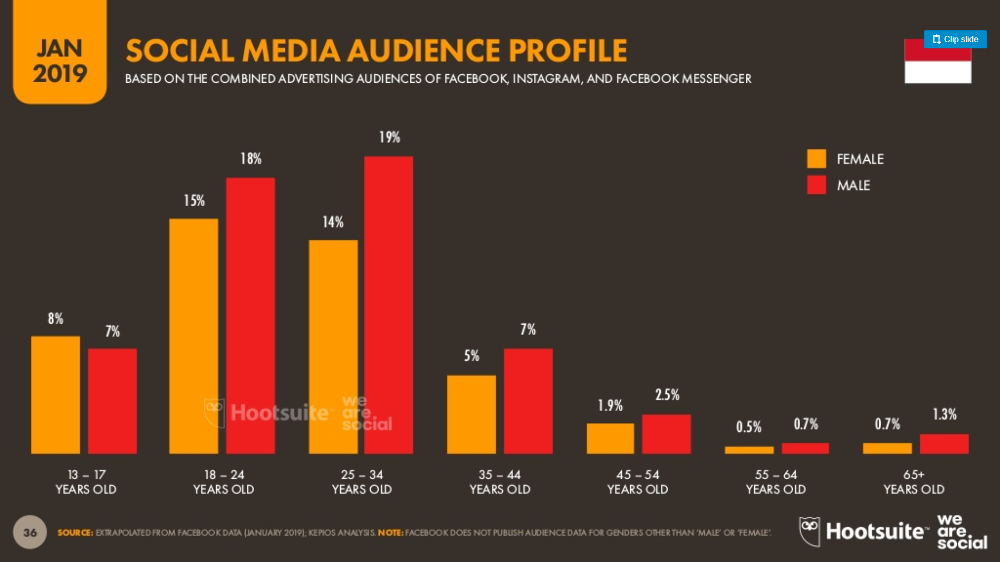 JAN
2019
SOCIAL MEDIA AUDIENCE PROFILE
BASED ON THE COMBINED ADVERTISING AUDIENCES OF FACEBOOK, INSTAGRAM, AND FACEBOOK MESSENGER
Clip slide
FEMALE
MALE
8%
7%
15%
18%
14%
19%
5%
7%
1.9%
2.5%
0.5%
0.7%
0.7%
1.3%
Hootsuite™
we
are.
social
13 – 17
YEARS OLD
18 – 24
YEARS OLD
25 – 34
YEARS OLD
35 – 44
YEARS OLD
45 – 54
YEARS OLD
55 – 64
YEARS OLD
65+
YEARS OLD
36
SOURCE: EXTRAPOLATED FROM FACEBOOK DATA (JANUARY 2019); KEPIOS ANALYSIS. NOTE: FACEBOOK DOES NOT PUBLISH AUDIENCE DATA FOR GENDERS OTHER THAN ‘MALE’ OR ‘FEMALE’.
Hootsuite™
we
are.
social